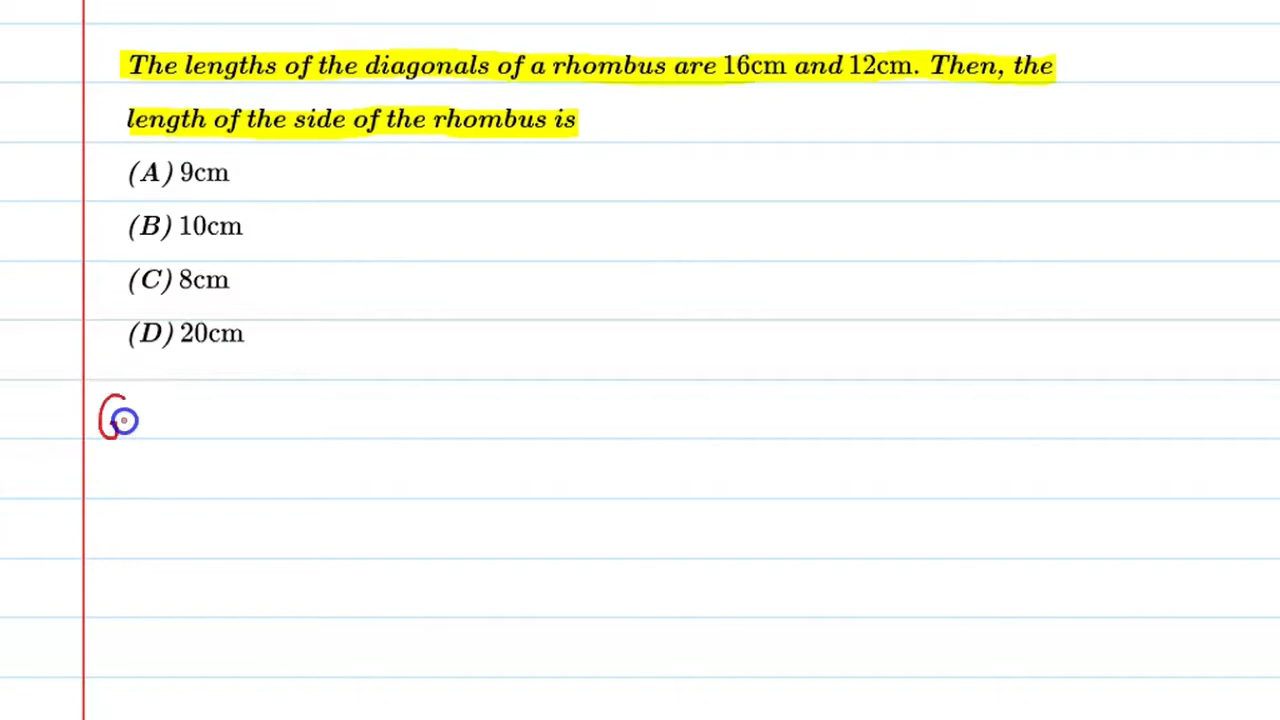 The lengths of the diagonals of a rhombus are 16cm and 12cm. Then, the
length of the side of the rhombus is
(A) 9cm
(B) 10cm
(C) 8cm
(D) 20cm